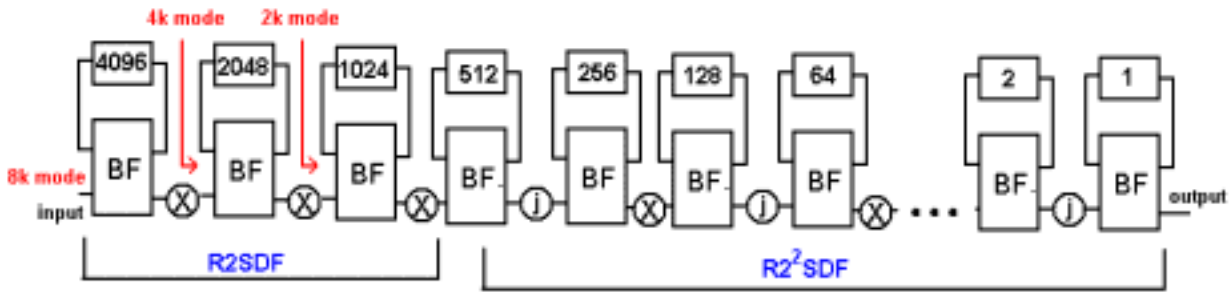 4k mode 2k mode
4096 2048 1024 512 256 128 64 2 1
BF BF BF BF BF BF BF BF BF
8k mode
input
X X X j X j X ... j
output
R2SDF R2²SDF